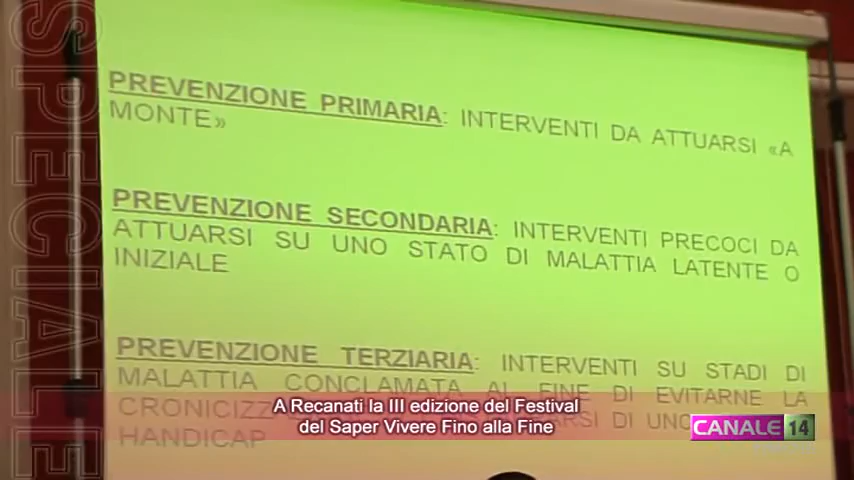 SPECIALE
PREVENZIONE PRIMARIA: INTERVENTI DA ATTUARSI «A
MONTE»
PREVENZIONE SECONDARIA: INTERVENTI PRECOCI DA
ATTUARSI SU UNO STATO DI MALATTIA LATENTE O
INIZIALE
PREVENZIONE TERZIARIA: INTERVENTI SU STADI DI
MALATTIA CONCLAMATA AL FINE DI EVITARNE LA
DI UNO
HANDICAP
A Recanati la III edizione del Festival
del Saper Vivere Fino alla Fine
CANALE 14